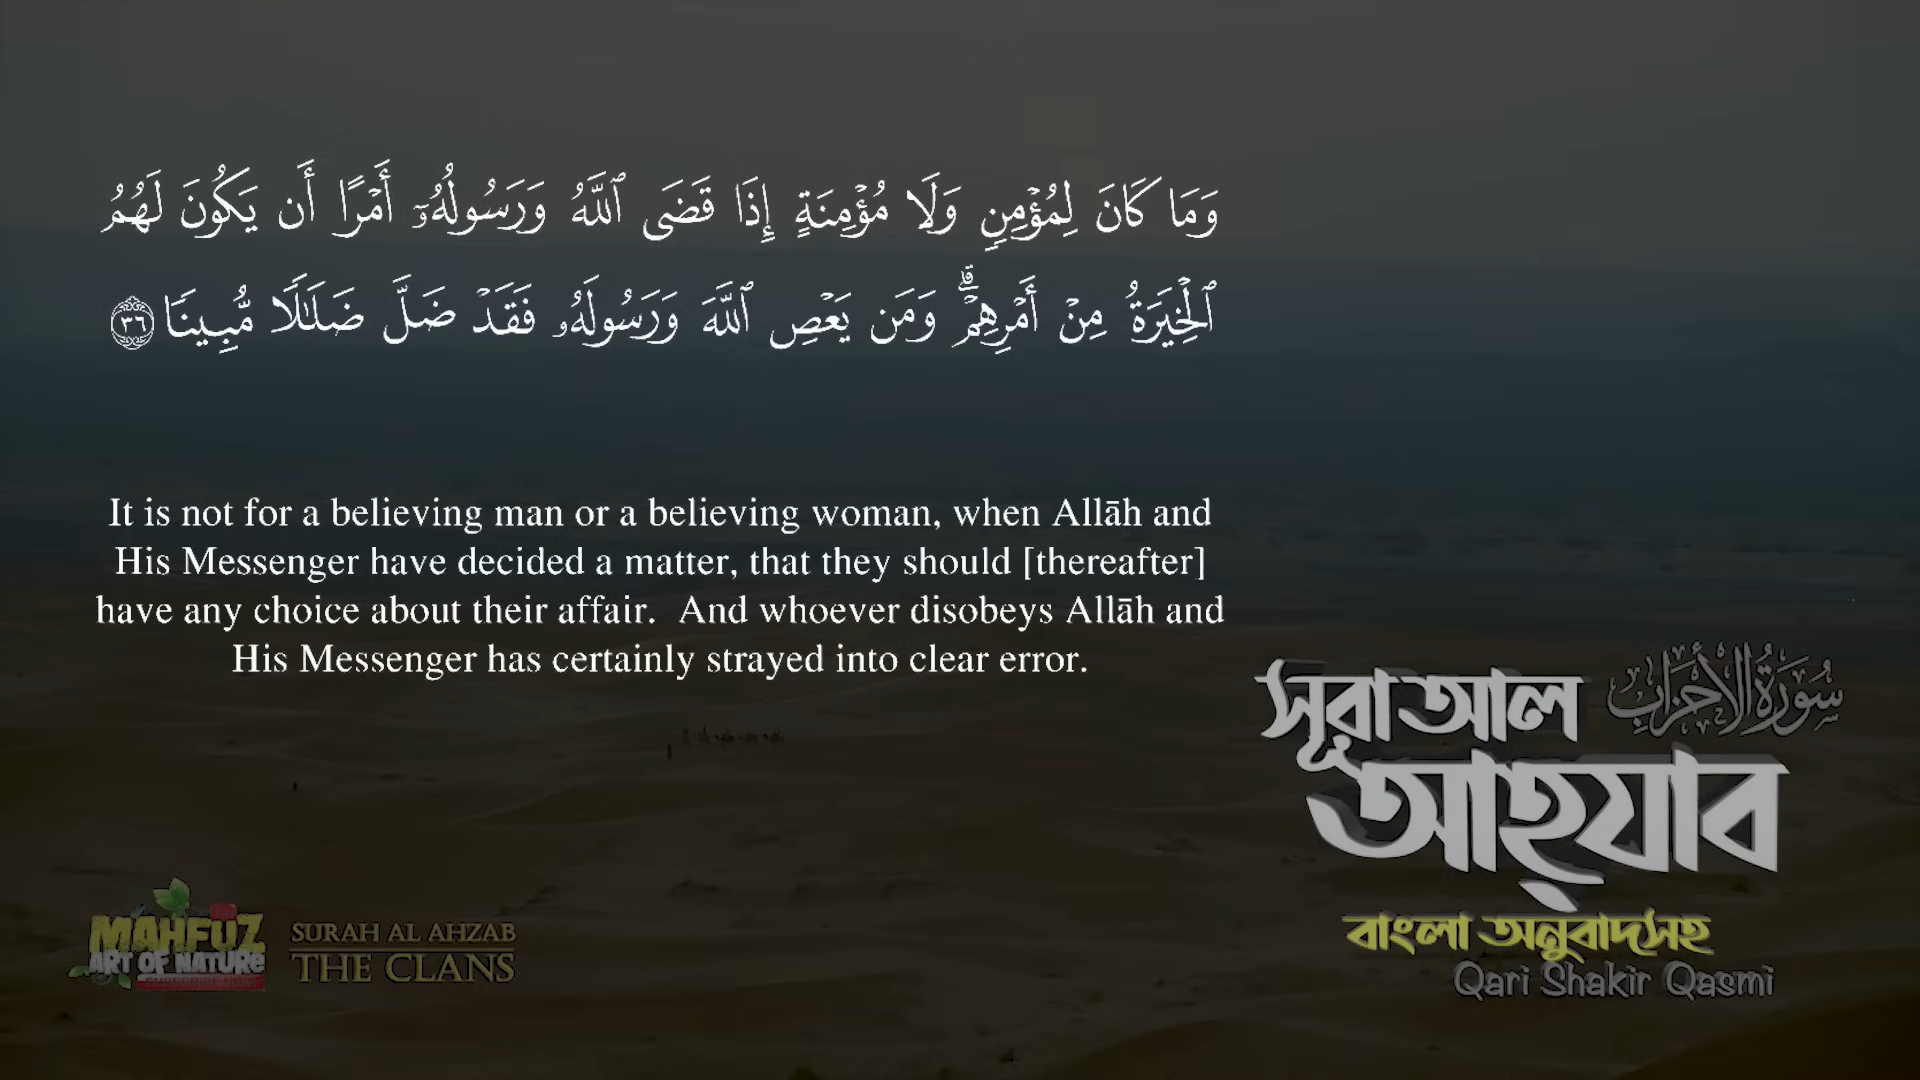 وَمَا كَانَ لِمُؤْمِنٍ وَلَا مُؤْمِنَةٍ إِذَا قَضَى ٱللَّهُ وَرَسُولُهُۥٓ أَمْرًا أَن يَكُونَ لَهُمُ
ٱلْخِيَرَةُ مِنْ أَمْرِهِمْ ۗ وَمَن يَعْصِ ٱللَّهَ وَرَسُولَهُۥ فَقَدْ ضَلَّ ضَلَـٰلًا مُّبِينًا ٣٦
It is not for a believing man or a believing woman, when Allāh and
His Messenger have decided a matter, that they should [thereafter]
have any choice about their affair. And whoever disobeys Allāh and
His Messenger has certainly strayed into clear error.
সূরা আল
سُورَةُ الْأَحْزَابِ
আহ্যাব
বাংলা অনুবাদসহ
Qari Shakir Qasmi
MAHFUZ
ART OF NATURE
SURAH AL AHZAB
THE CLANS